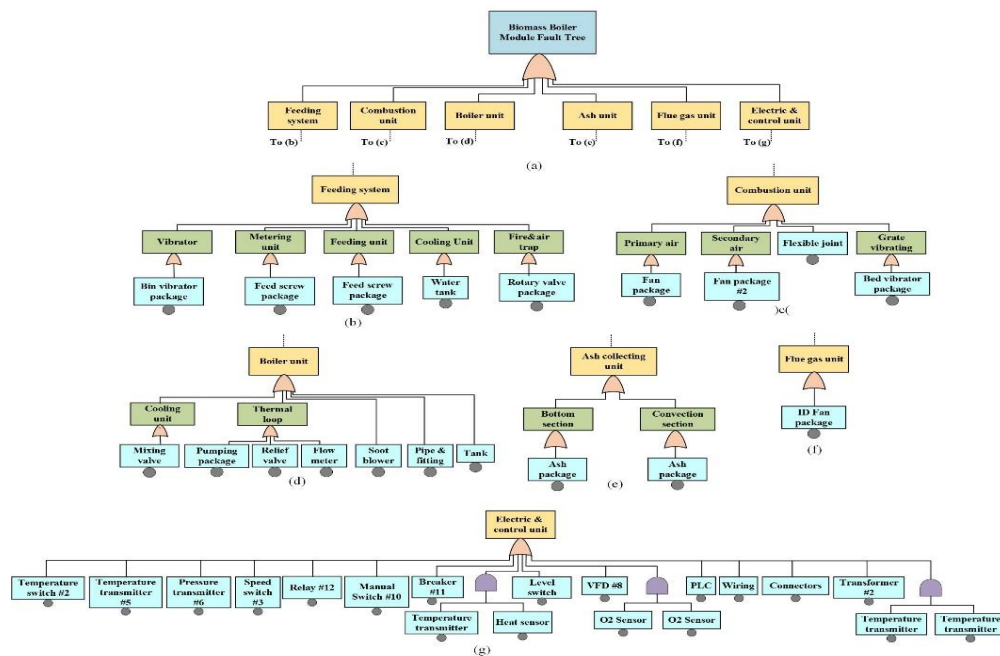 Biomass Boiler
Module Fault Tree
Feeding
system
Combustion
unit
Boiler unit
Ash unit
Flue gas unit
Electric &
control unit
To (b)
To (c)
To (d)
To (e)
To (f)
To (g)
(a)
Feeding system
Vibrator
Metering
unit
Feeding unit
Cooling Unit
Fire&air
trap
Bin vibrator
package
Feed screw
package
Feed screw
package
Water
tank
Rotary valve
package
(b)
Combustion unit
Primary air
Secondary
air
Flexible joint
Grate
vibrating
Fan
package
Fan package
#2
Bed vibrator
package
)c(
Boiler unit
Cooling
unit
Thermal
loop
Mixing
valve
Pumping
package
Relief
valve
Flow
meter
Soot
blower
Pipe &
fitting
Tank
(d)
Ash collecting
unit
Bottom
section
Convection
section
Ash
package
Ash
package
(e)
Flue gas unit
ID Fan
package
(f)
Electric &
control unit
Temperature
switch #2
Temperature
transmitter
#5
Pressure
transmitter
#6
Speed
switch
#3
Relay #12
Manual
Switch #10
Breaker
#11
Level
switch
VFD #8
PLC
Wiring
Connectors
Transformer
#2
Temperature
transmitter
Heat sensor
O2 Sensor
O2 Sensor
Temperature
transmitter
Temperature
transmitter
(g)